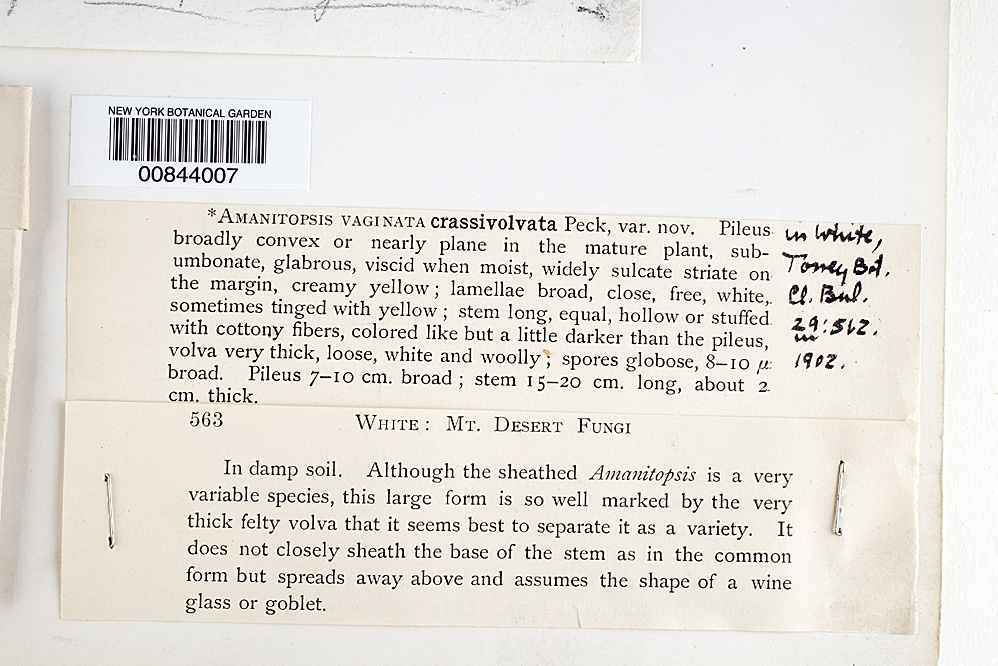 NEW YORK BOTANICAL GARDEN
00844007
*AMANITOPSIS VAGINATA crassivolvata Peck, var. nov. Pileus
broadly convex or nearly plane in the mature plant, sub-
umbonate, glabrous, viscid when moist, widely sulcate striate on
the margin, creamy yellow; lamellae broad, close, free, white,
sometimes tinged with yellow; stem long, equal, hollow or stuffed
with cottony fibers, colored like but a little darker than the pileus,
volva very thick, loose, white and woolly; spores globose, 8–10 μ
broad. Pileus 7–10 cm. broad; stem 15–20 cm. long, about 2
cm. thick.
in White,
Torrey Bot.
Cl. Bul.
29:562.
1902.
563 WHITE: MT. DESERT FUNGI
In damp soil. Although the sheathed Amanitopsis is a very
variable species, this large form is so well marked by the very
thick felty volva that it seems best to separate it as a variety. It
does not closely sheath the base of the stem as in the common
form but spreads away above and assumes the shape of a wine
glass or goblet.